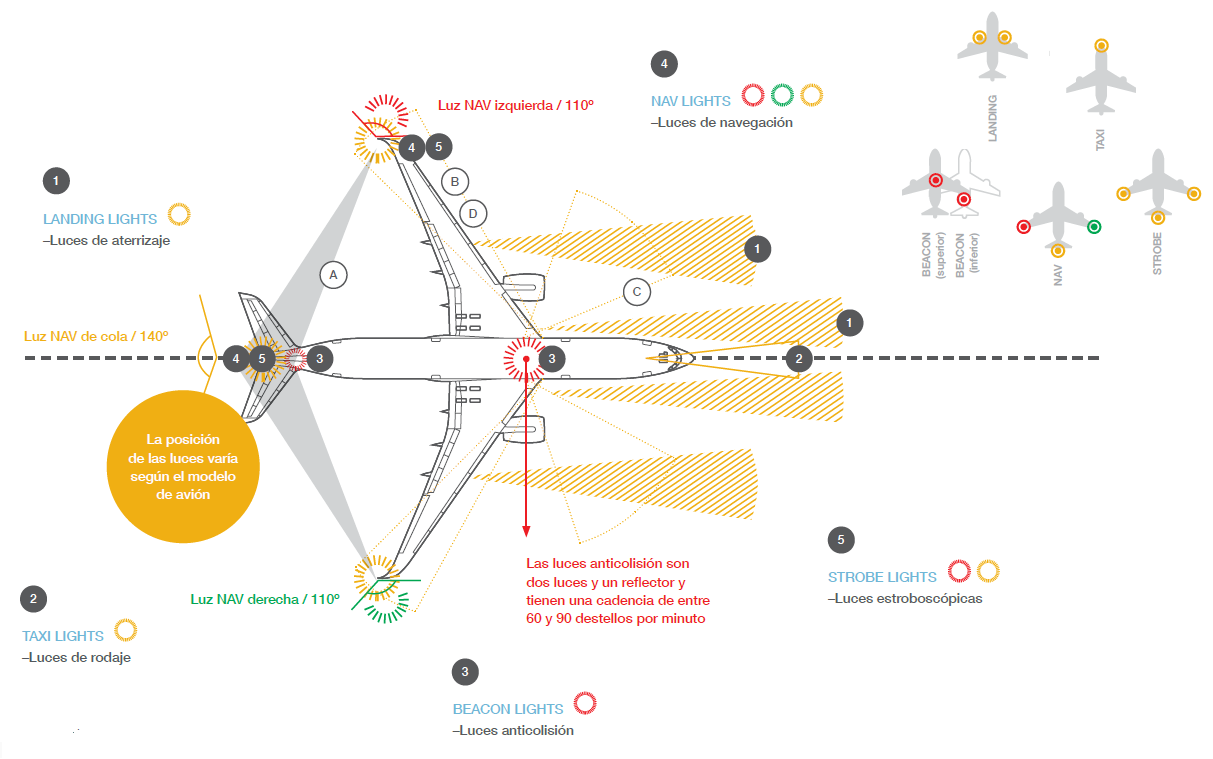 4
NAV LIGHTS
–Luces de navegación
LANDING
TAXI
BEACON
(superior)
BEACON
(inferior)
NAV
STROBE
Luz NAV izquierda / 110º
4
5
B
D
1
LANDING LIGHTS
–Luces de aterrizaje
A
1
C
1
Luz NAV de cola / 140º
4
5
3
3
2
La posición
de las luces varía
según el modelo
de avión
Luz NAV derecha / 110º
Las luces anticolisión son
dos luces y un reflector y
tienen una cadencia de entre
60 y 90 destellos por minuto
5
STROBE LIGHTS
–Luces estroboscópicas
2
TAXI LIGHTS
–Luces de rodaje
3
BEACON LIGHTS
–Luces anticolisión